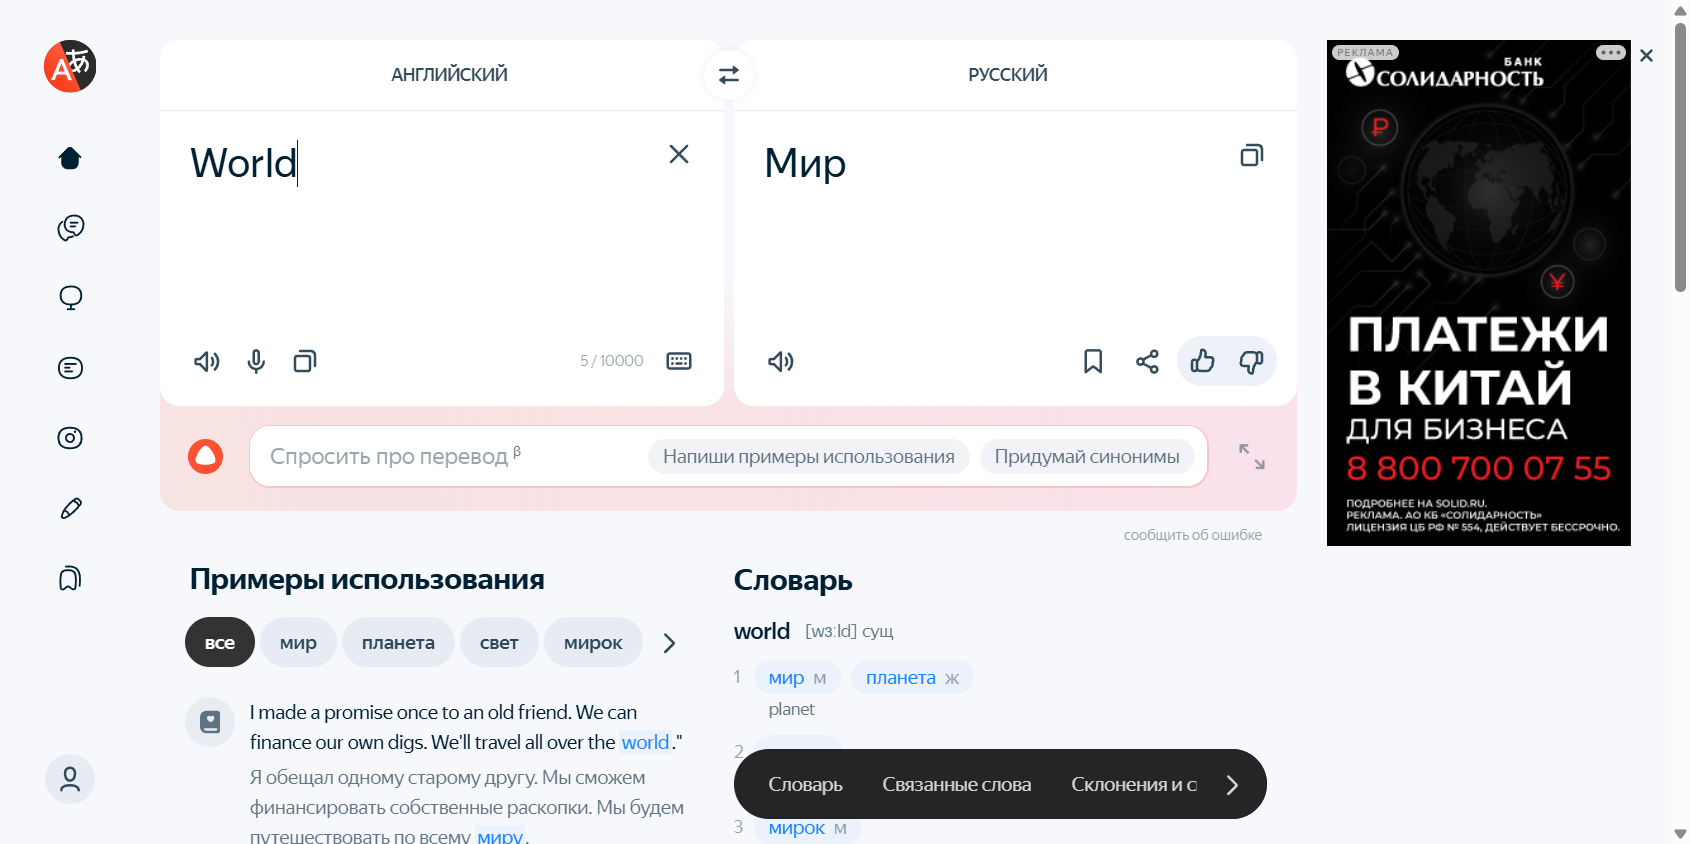 АНГЛИЙСКИЙ
РУССКИЙ
World
Мир
5 / 10000
Спросить про перевод β
Напиши примеры использования
Придумай синонимы
сообщить об ошибке
Примеры использования
все
мир
планета
свет
мирок
I made a promise once to an old friend. We can
finance our own digs. We'll travel all over the world."
Я обещал одному старому другу. Мы сможем
финансировать собственные раскопки. Мы будем
путешествовать по всему миру.
Словарь
world [wɜːld] сущ
1 мир м планета ж
planet
2
3 мирок м
Словарь
Связанные слова
Склонения и с
РЕКЛАМА
БАНК
СОЛИДАРНОСТЬ
₽
¥
ПЛАТЕЖИ
В КИТАЙ
ДЛЯ БИЗНЕСА
8 800 700 07 55
ПОДРОБНЕЕ НА SOLID.RU.
РЕКЛАМА. АО КБ «СОЛИДАРНОСТЬ»
ЛИЦЕНЗИЯ ЦБ РФ № 554, ДЕЙСТВУЕТ БЕССРОЧНО.